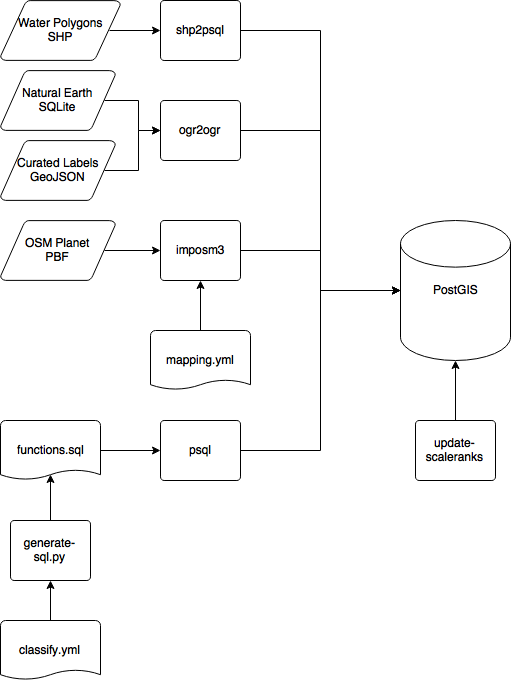 Water Polygons
SHP
shp2psql
Natural Earth
SQLite
ogr2ogr
Curated Labels
GeoJSON
OSM Planet
PBF
imposm3
PostGIS
mapping.yml
functions.sql
psql
update-
scaleranks
generate-
sql.py
classify.yml